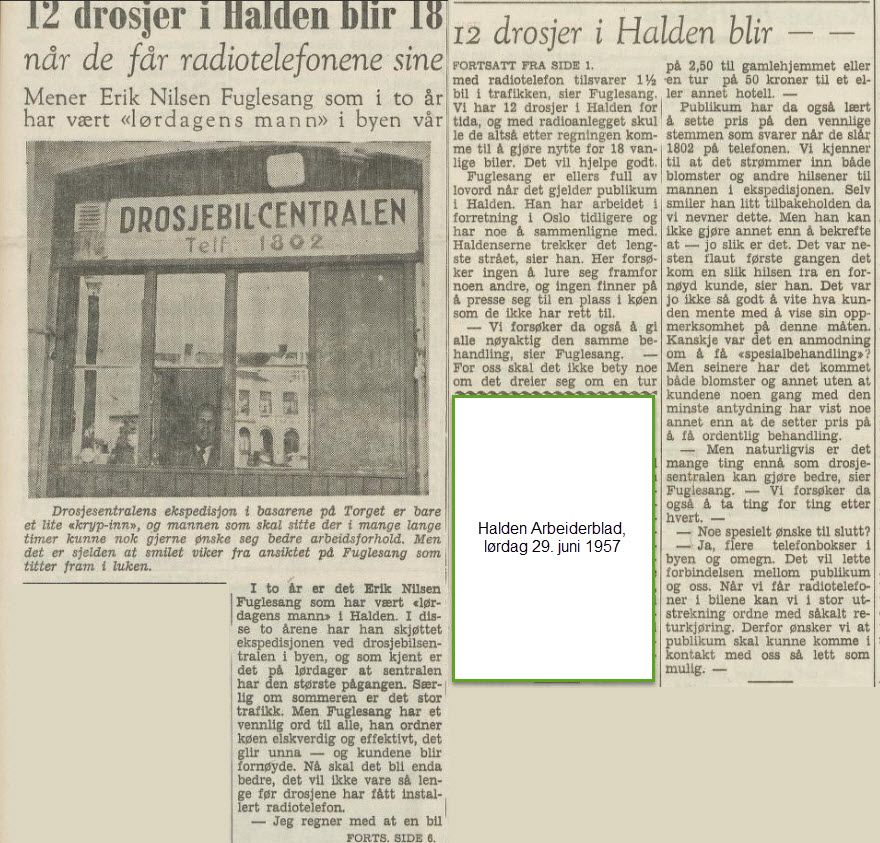 12 drosjer i Halden blir 18
når de får radiotelefonene sine
Mener Erik Nilsen Fuglesang som i to år
har vært «lørdagens mann» i byen vår
DROSJEBIL-CENTRALEN
Telf. 1802
Drosjesentralens ekspedisjon i basarene på Torget er bare
et lite «kryp-inn», og mannen som skal sitte der i mange lange
timer kunne nok gjerne ønske seg bedre arbeidsforhold. Men
det er sjelden at smilet viker fra ansiktet på Fuglesang som
titter fram i luken.
I to år er det Erik Nilsen
Fuglesang som har vært «lør-
dagens mann» i Halden. I dis-
se to årene har han skjøttet
ekspedisjonen ved drosjebilsen-
tralen i byen, og som kjent er
det på lørdager at sentralen
har den største pågangen. Sær-
lig om sommeren er det stor
trafikk. Men Fuglesang har et
vennlig ord til alle, han ordner
køen elskverdig og effektivt, det
glir unna — og kundene blir
fornøyde. Nå skal det bli enda
bedre, det vil ikke vare så len-
ge før drosjene har fått instal-
lert radiotelefon.
— Jeg regner med at en bil
FORTS. SIDE 6.
12 drosjer i Halden blir — —
FORTSATT FRA SIDE 1.
med radiotelefon tilsvarer 1½
bil i trafikken, sier Fuglesang.
Vi har 12 drosjer i Halden for
tida, og med radioanlegget skul
le de altså etter regningen kom-
me til å gjøre nytte for 18 van-
lige biler. Det vil hjelpe godt.
Fuglesang er ellers full av
lovord når det gjelder publikum
i Halden. Han har arbeidet i
forretning i Oslo tidligere og
har noe å sammenligne med.
Haldenserne trekker det leng-
ste strået, sier han. Her forsø-
ker ingen å lure seg framfor
noen andre, og ingen finner på
å presse seg til en plass i køen
som de ikke har rett til.
— Vi forsøker da også å gi
alle nøyaktig den samme be-
handling, sier Fuglesang. —
For oss skal det ikke bety noe
om det dreier seg om en tur
på 2,50 til gamlehjemmet eller
en tur på 50 kroner til et el-
ler annet hotell. —
Publikum har da også lært
å sette pris på den vennlige
stemmen som svarer når de slår
1802 på telefonen. Vi kjenner
til at det strømmer inn både
blomster og andre hilsener til
mannen i ekspedisjonen. Selv
smiler han litt tilbakeholden da
vi nevner dette. Men han kan
ikke gjøre annet enn å bekrefte
at — jo slik er det. Det var ne-
sten flaut første gangen det
kom en slik hilsen fra en for-
nøyd kunde, sier han. Det var
jo ikke så godt å vite hva kun-
den mente med å vise sin opp-
merksomhet på denne måten.
Kanskje var det en anmodning
om å få «spesialbehandling»?
Men seinere har det kommet
både blomster og annet uten at
kundene noen gang med den
minste antydning har vist noe
annet enn at de setter pris på
å få ordentlig behandling.
— Men naturligvis er det
mange ting ennå som drosje-
sentralen kan gjøre bedre, sier
Fuglesang. — Vi forsøker da
også å ta ting for ting etter
hvert. —
— Noe spesielt ønske til slutt?
— Ja, flere telefonbokser i
byen og omegn. Det vil lette
forbindelsen mellom publikum
og oss. Når vi får radiotelefo-
ner i bilene kan vi i stor ut-
strekning ordne med såkalt re-
turkjøring. Derfor ønsker vi at
publikum skal kunne komme i
kontakt med oss så lett som
mulig. —
Halden Arbeiderblad,
lørdag 29. juni 1957